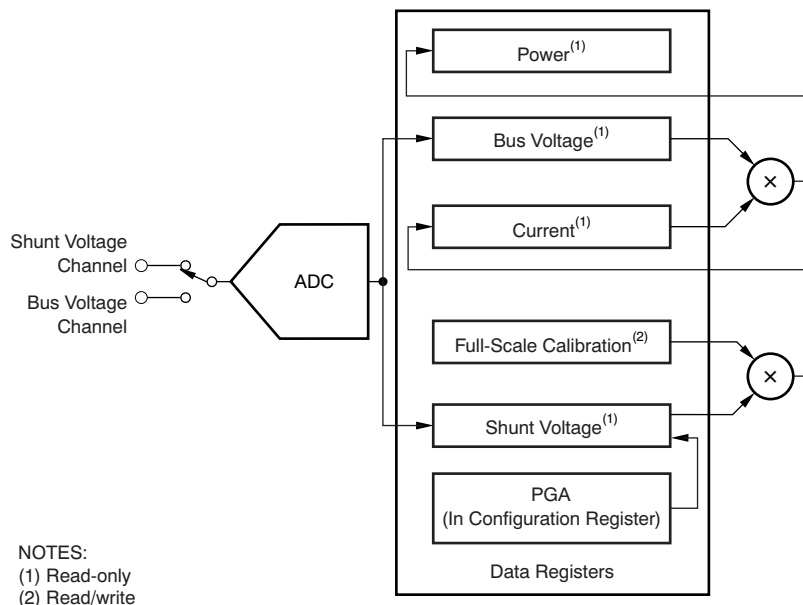 Power(1)
Bus Voltage(1)
×
Current(1)
Shunt Voltage
Channel
ADC
Bus Voltage
Channel
Full-Scale Calibration(2)
×
Shunt Voltage(1)
PGA
(In Configuration Register)
Data Registers
NOTES:
(1) Read-only
(2) Read/write